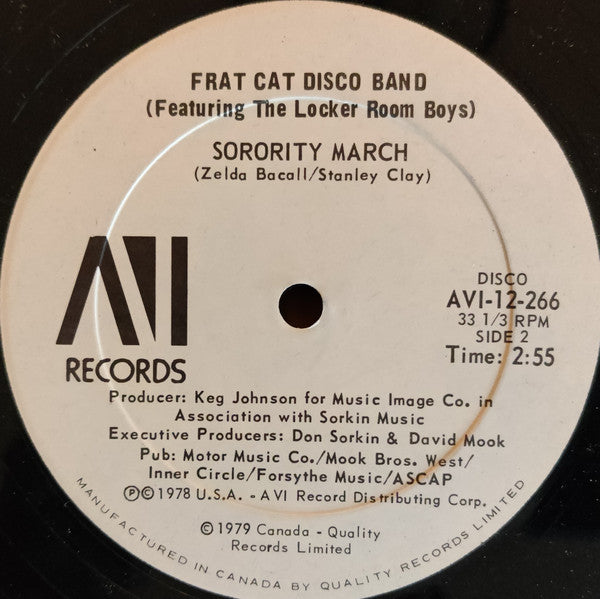 FRAT CAT DISCO BAND
(Featuring The Locker Room Boys)
SORORITY MARCH
(Zelda Bacall/Stanley Clay)
AVI
RECORDS
DISCO
AVI-12-266
33 1/3 RPM
SIDE 2
Time: 2:55
Producer: Keg Johnson for Music Image Co. in
Association with Sorkin Music
Executive Producers: Don Sorkin & David Mook
Pub: Motor Music Co./Mook Bros. West/
Inner Circle/Forsythe Music/ASCAP
Ⓟ©1978 U.S.A. - AVI Record Distributing Corp.
©1979 Canada - Quality
Records Limited
MANUFACTURED IN CANADA BY QUALITY RECORDS LIMITED